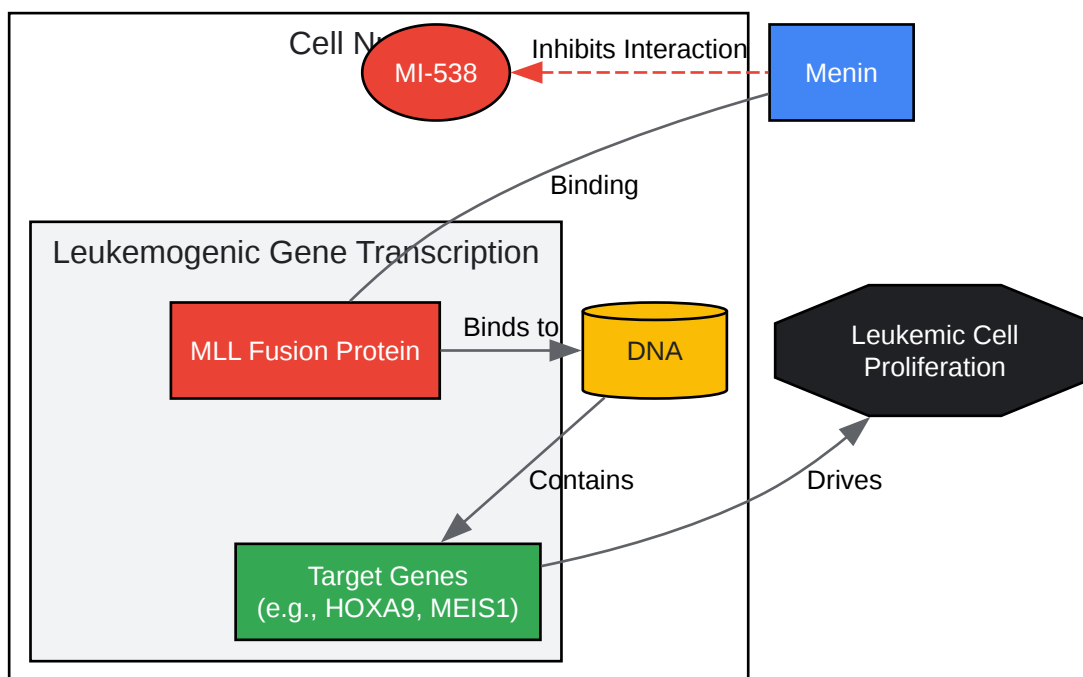 Cell N
MI-538
Inhibits Interaction
Menin
Binding
Leukemogenic Gene Transcription
MLL Fusion Protein
Binds to
DNA
Leukemic Cell
Proliferation
Contains
Drives
Target Genes
(e.g., HOXA9, MEIS1)